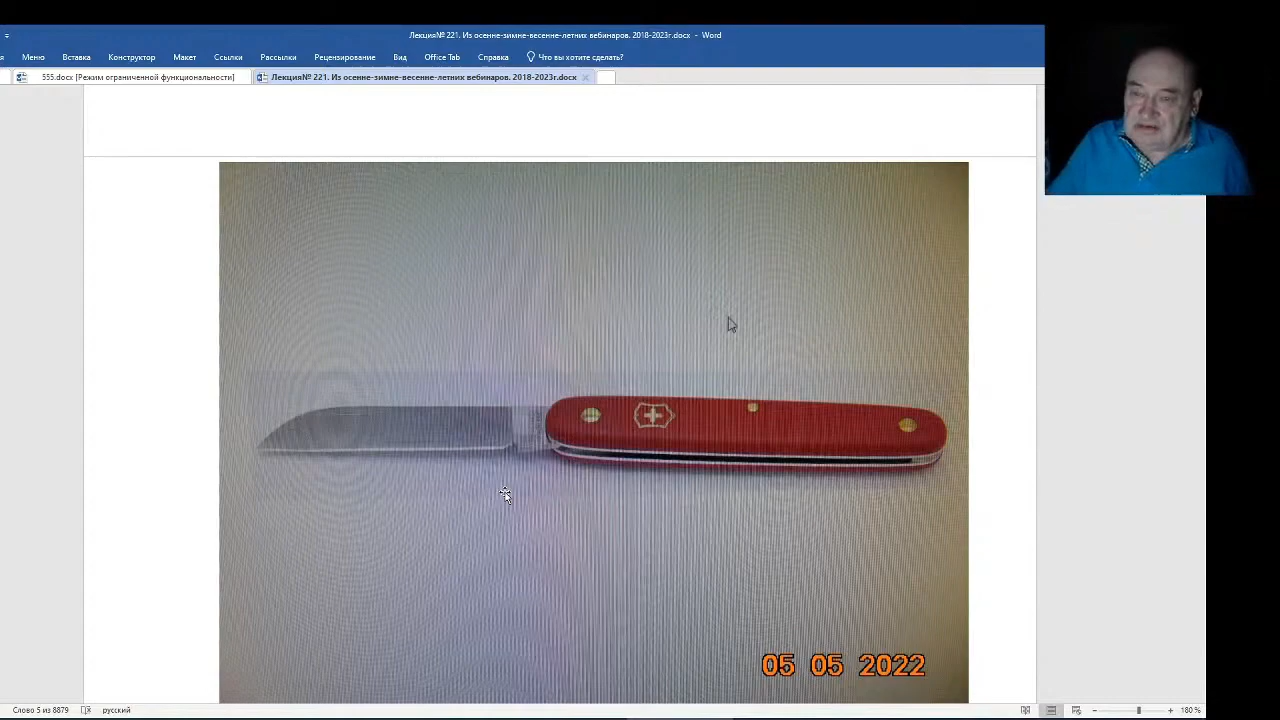 Лекция№ 221. Из осенне-зимне-весенне-летних вебинаров. 2018-2023г.docx - Word
Меню Вставка Конструктор Макет Ссылки Рассылки Рецензирование Вид Office Tab Справка Что вы хотите сделать?
555.docx [Режим ограниченной функциональности] Лекция№ 221. Из осенне-зимне-весенне-летних вебинаров. 2018-2023г.docx
05 05 2022
Слово 5 из 8879 русский 180 %